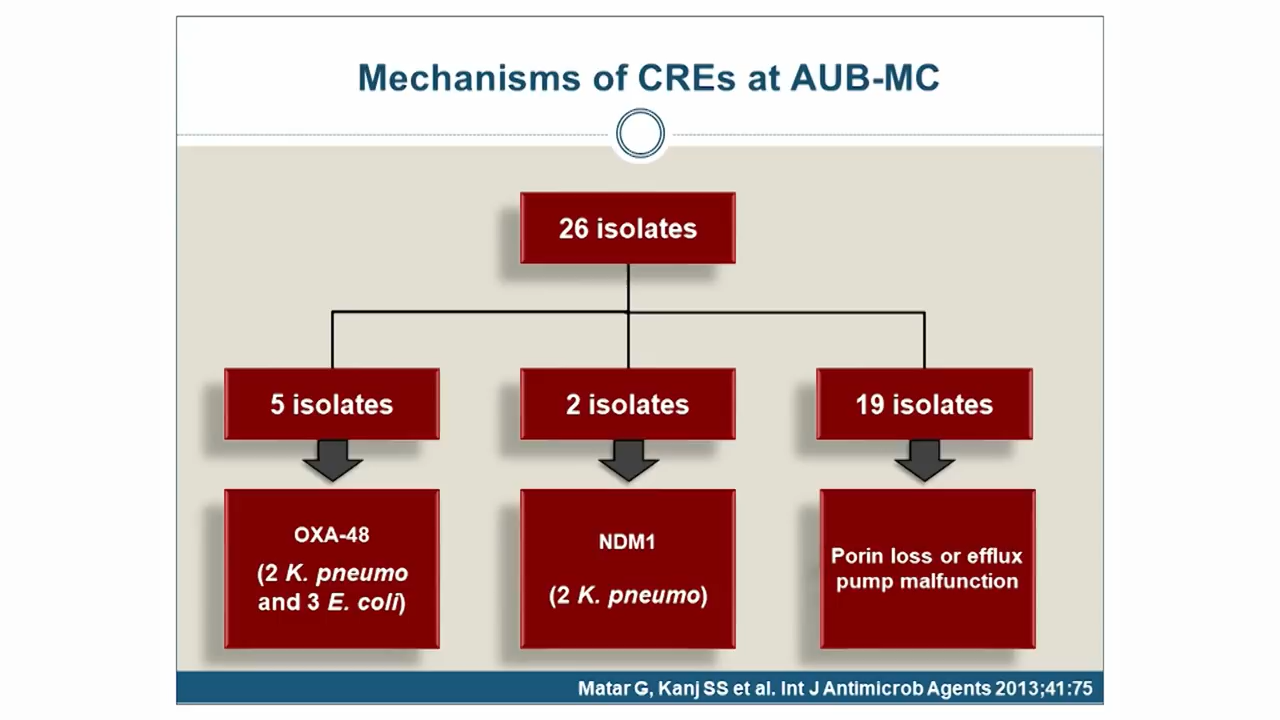 Mechanisms of CREs at AUB-MC
26 isolates
5 isolates
2 isolates
19 isolates
OXA-48
(2 K. pneumo
and 3 E. coli)
NDM1
(2 K. pneumo)
Porin loss or efflux
pump malfunction
Matar G, Kanj SS et al. Int J Antimicrob Agents 2013;41:75